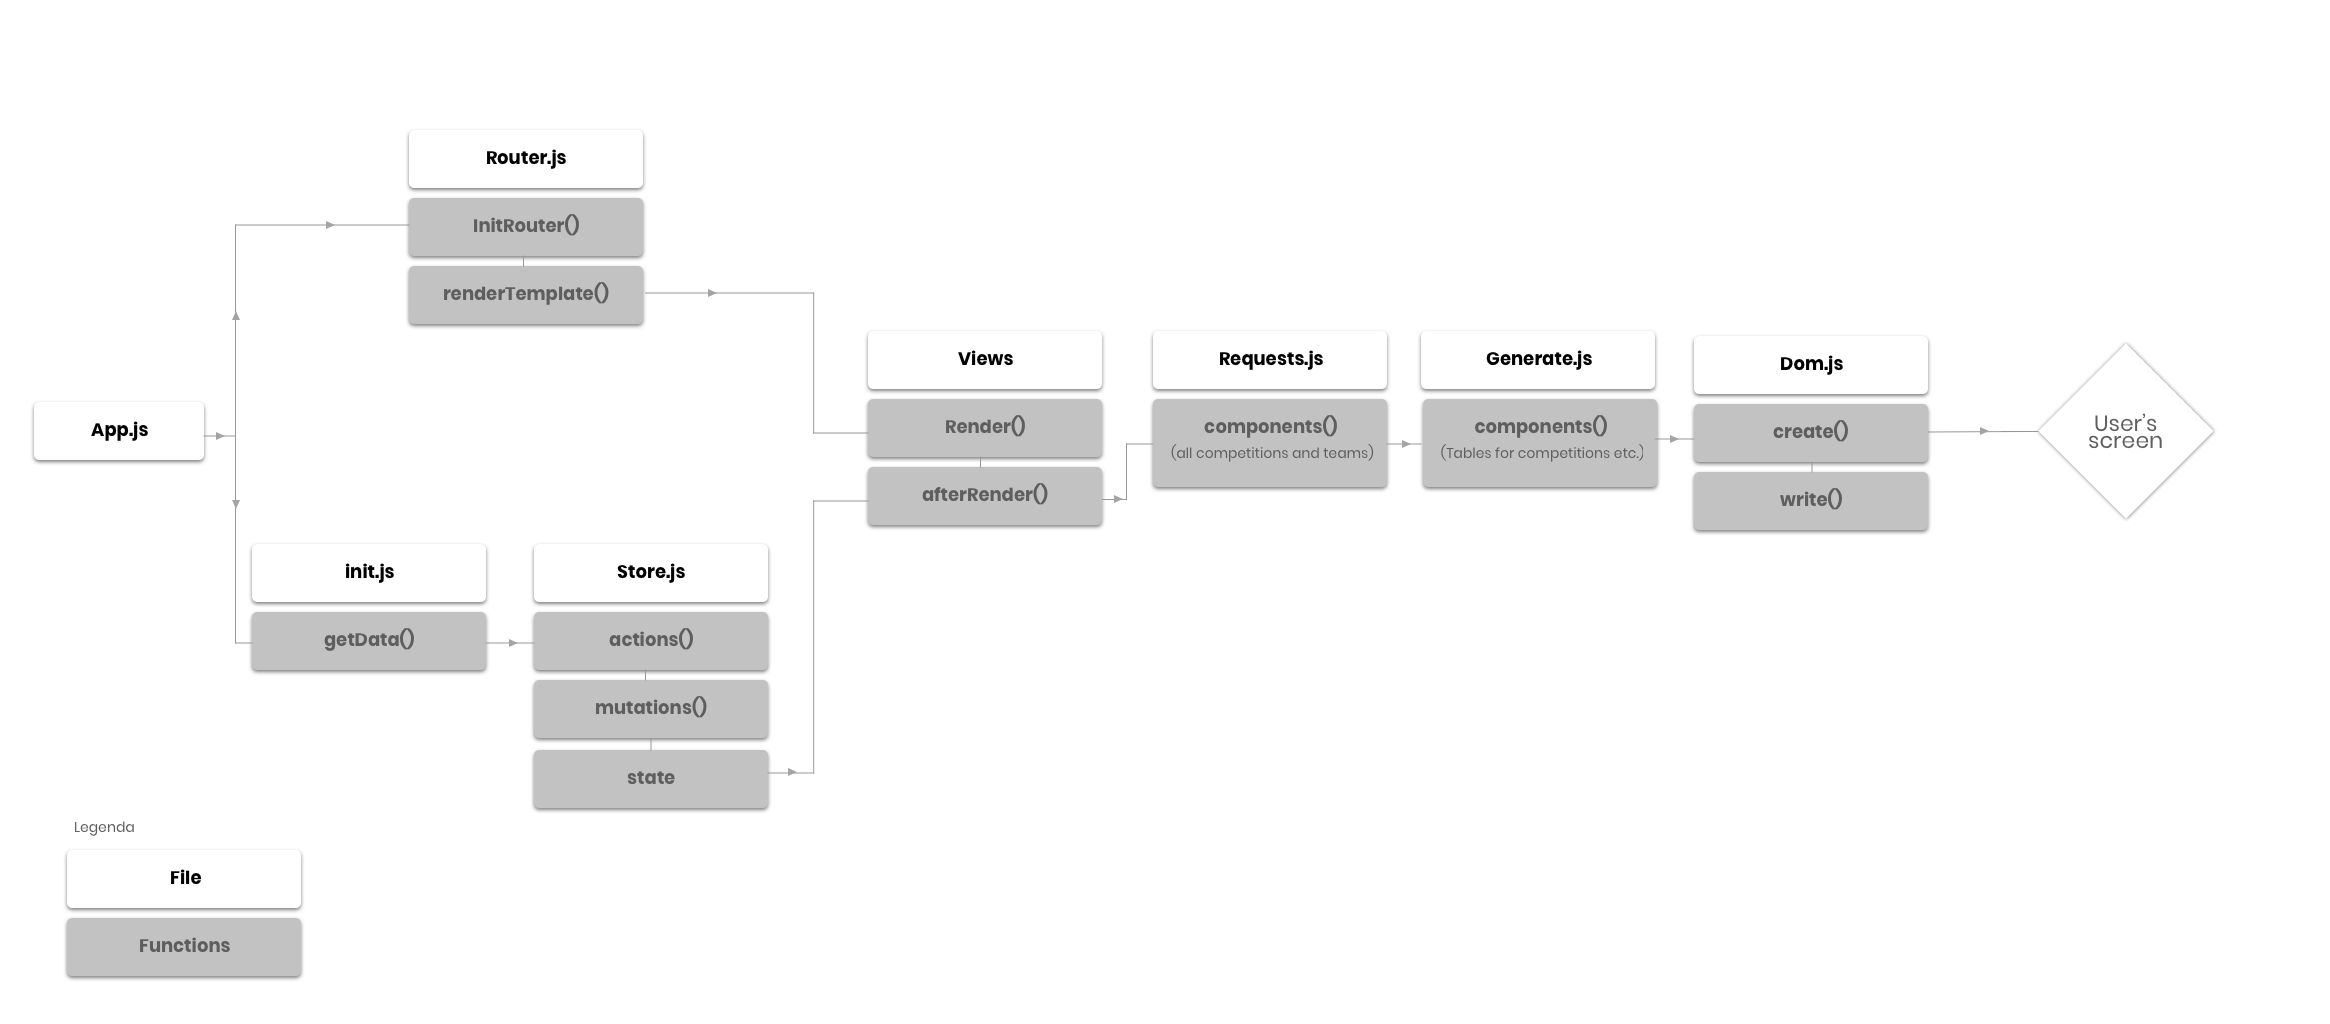 Router.js
InitRouter()
renderTemplate()
App.js
init.js
getData()
Store.js
actions()
mutations()
state
Views
Render()
afterRender()
Requests.js
components()
(all competitions and teams)
Generate.js
components()
(Tables for competitions etc.)
Dom.js
create()
write()
User's
screen
Legenda
File
Functions